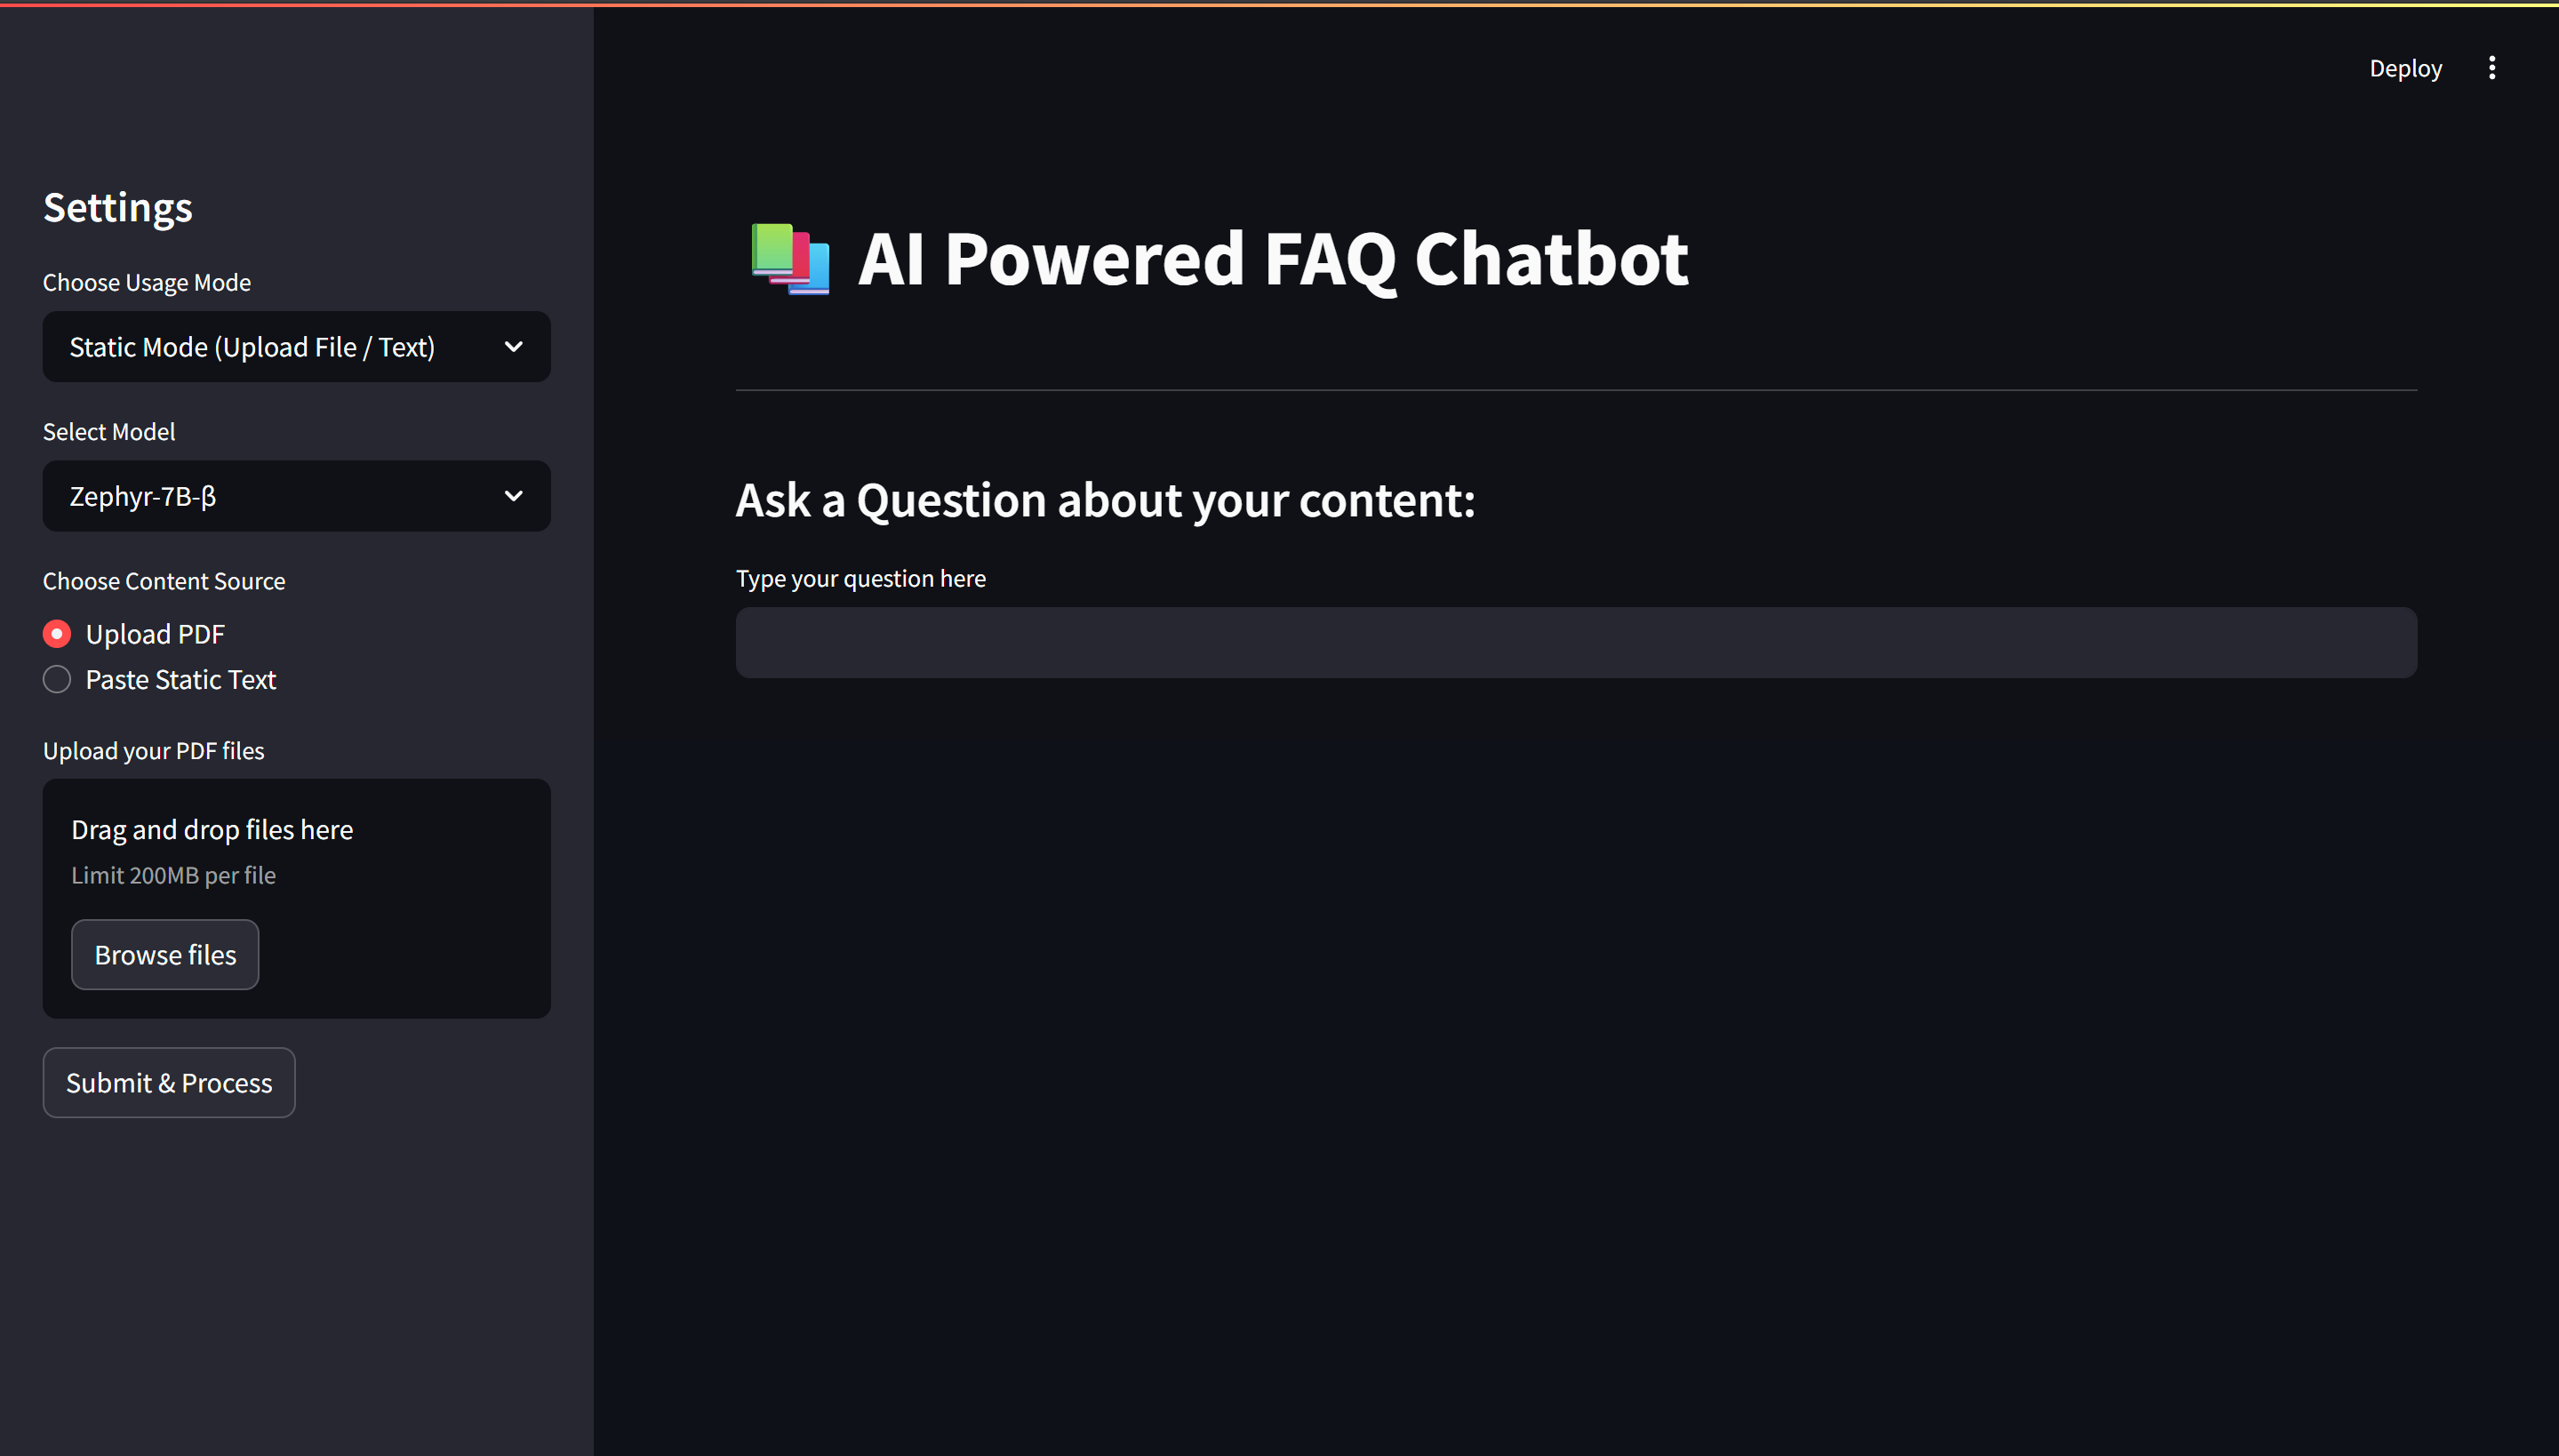 Deploy
Settings
Choose Usage Mode
Static Mode (Upload File / Text)
Select Model
Zephyr-7B-β
Choose Content Source
Upload PDF
Paste Static Text
Upload your PDF files
Drag and drop files here
Limit 200MB per file
Browse files
Submit & Process
AI Powered FAQ Chatbot
Ask a Question about your content:
Type your question here